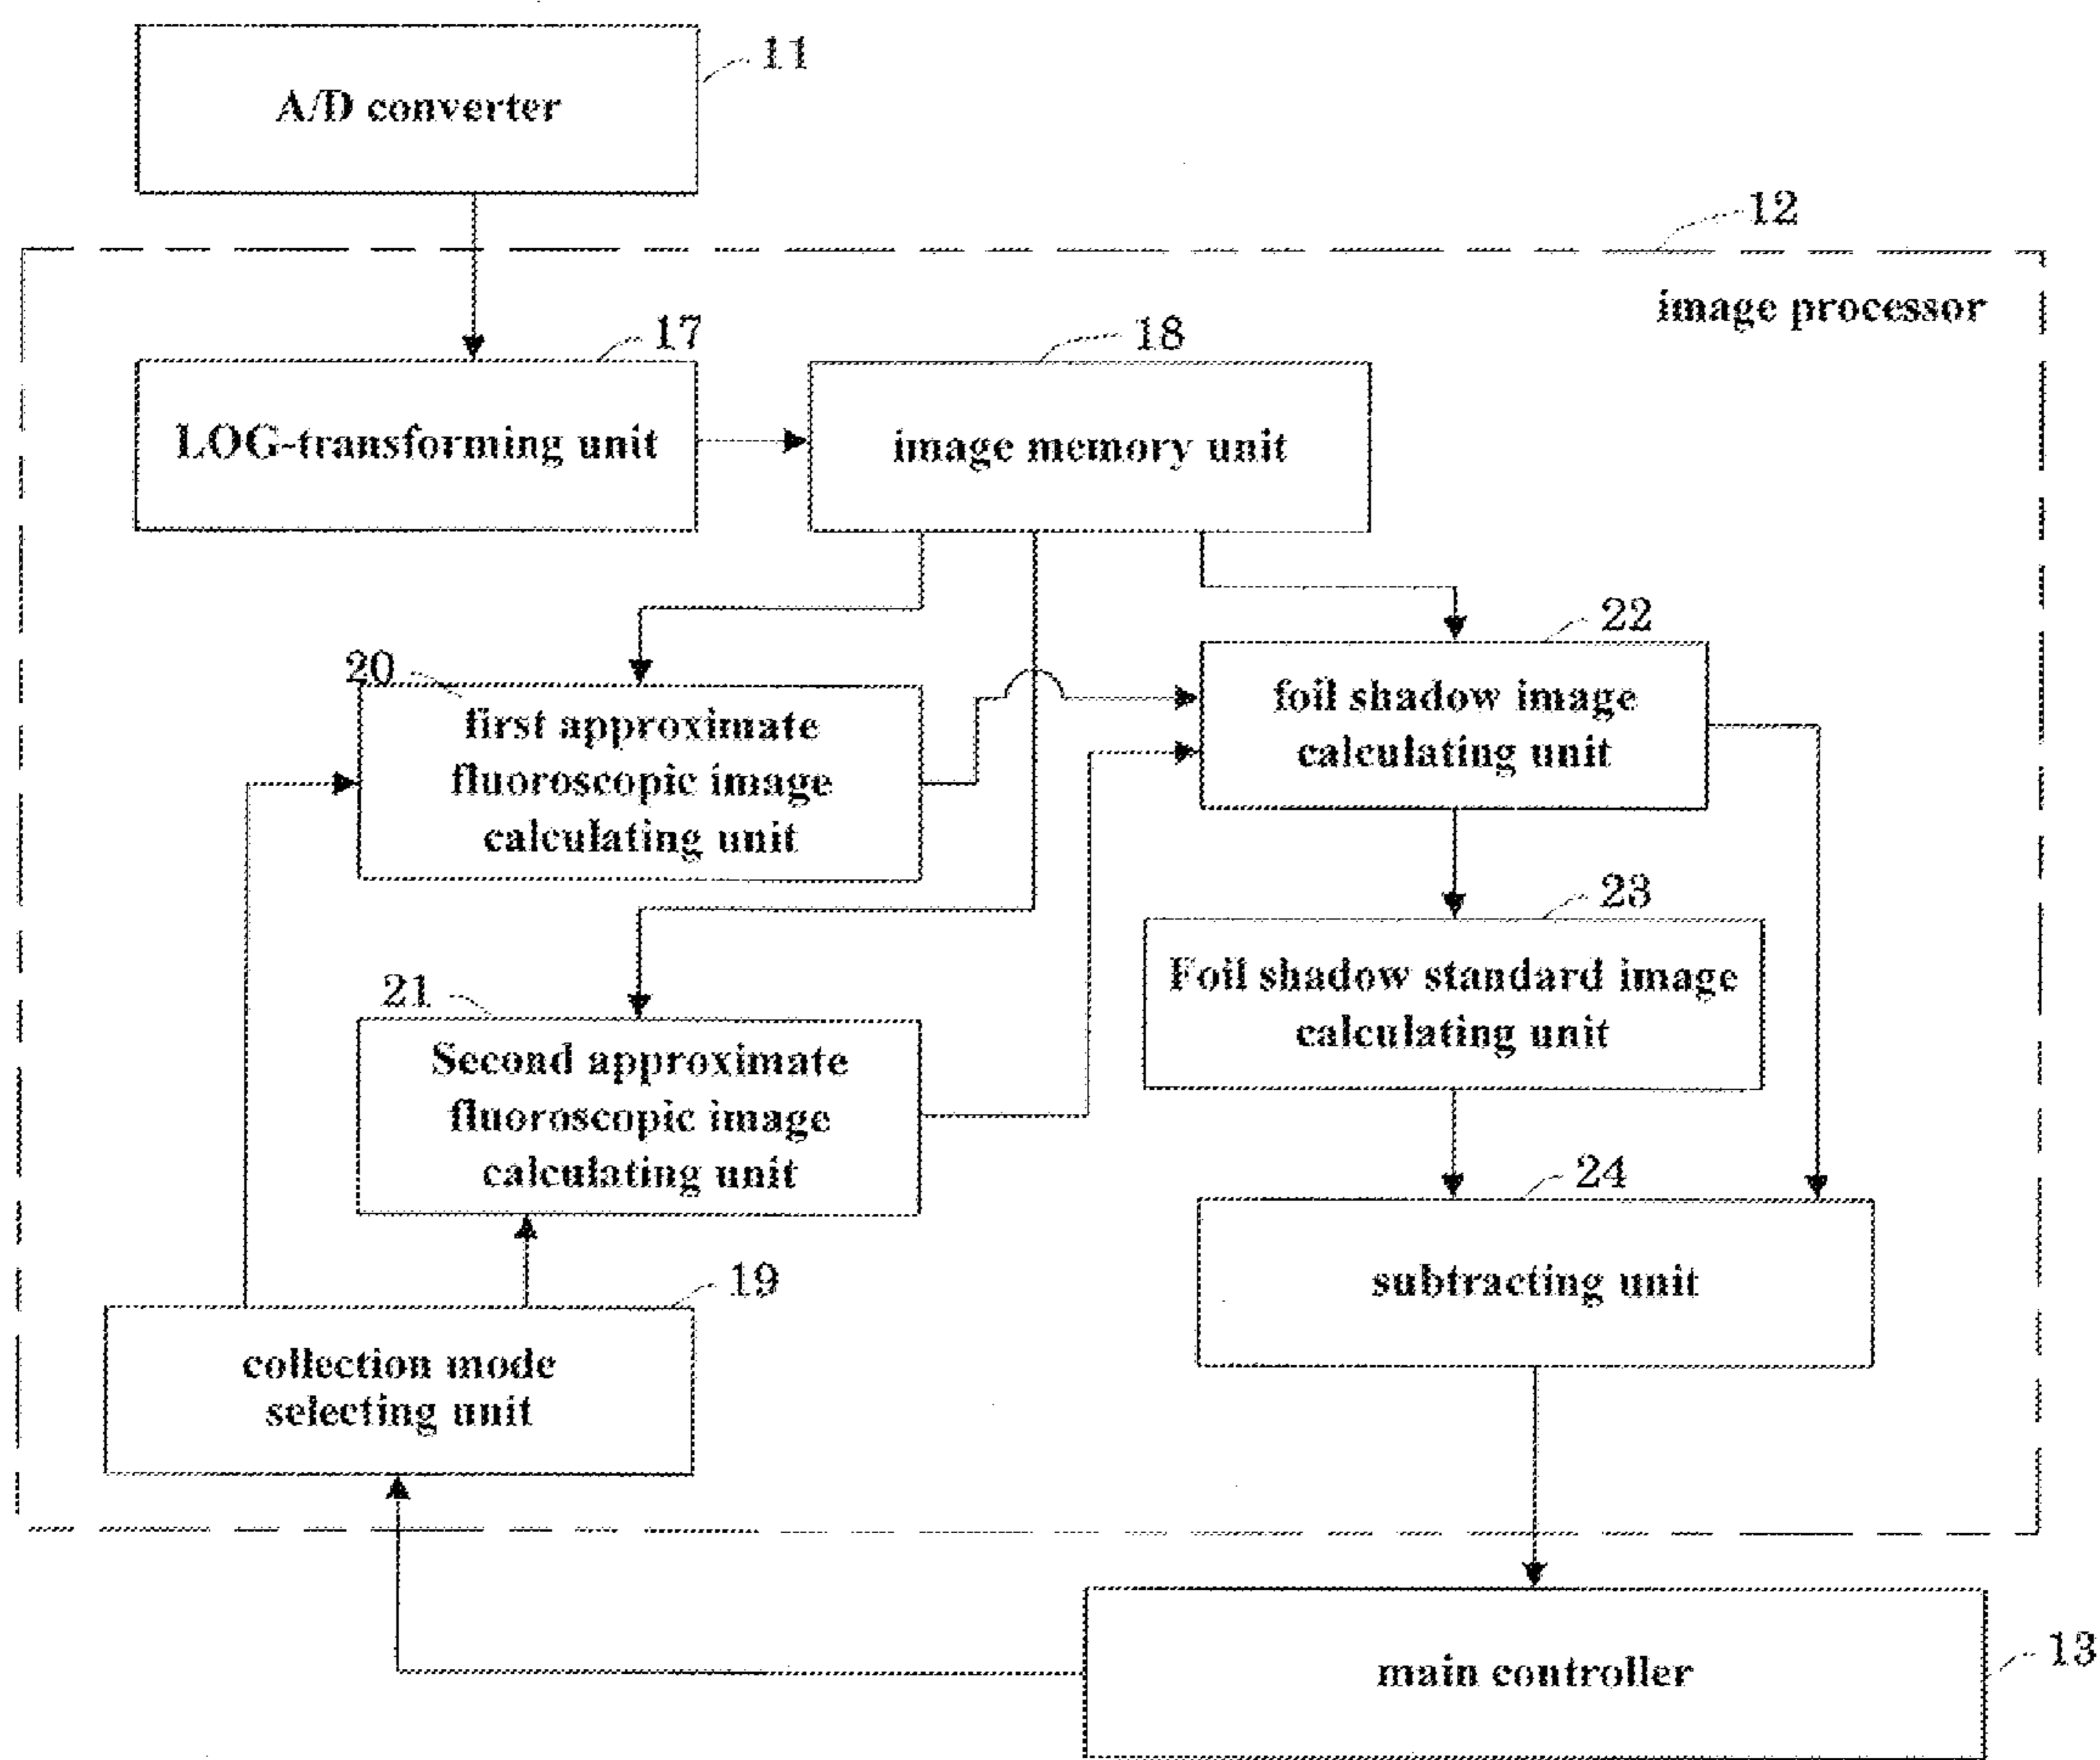 11
A/D converter
12
image processor
17
LOG-transforming unit
18
image memory unit
20
first approximate
fluoroscopic image
calculating unit
22
foil shadow image
calculating unit
23
Foil shadow standard image
calculating unit
21
Second approximate
fluoroscopic image
calculating unit
24
subtracting unit
19
collection mode
selecting unit
13
main controller